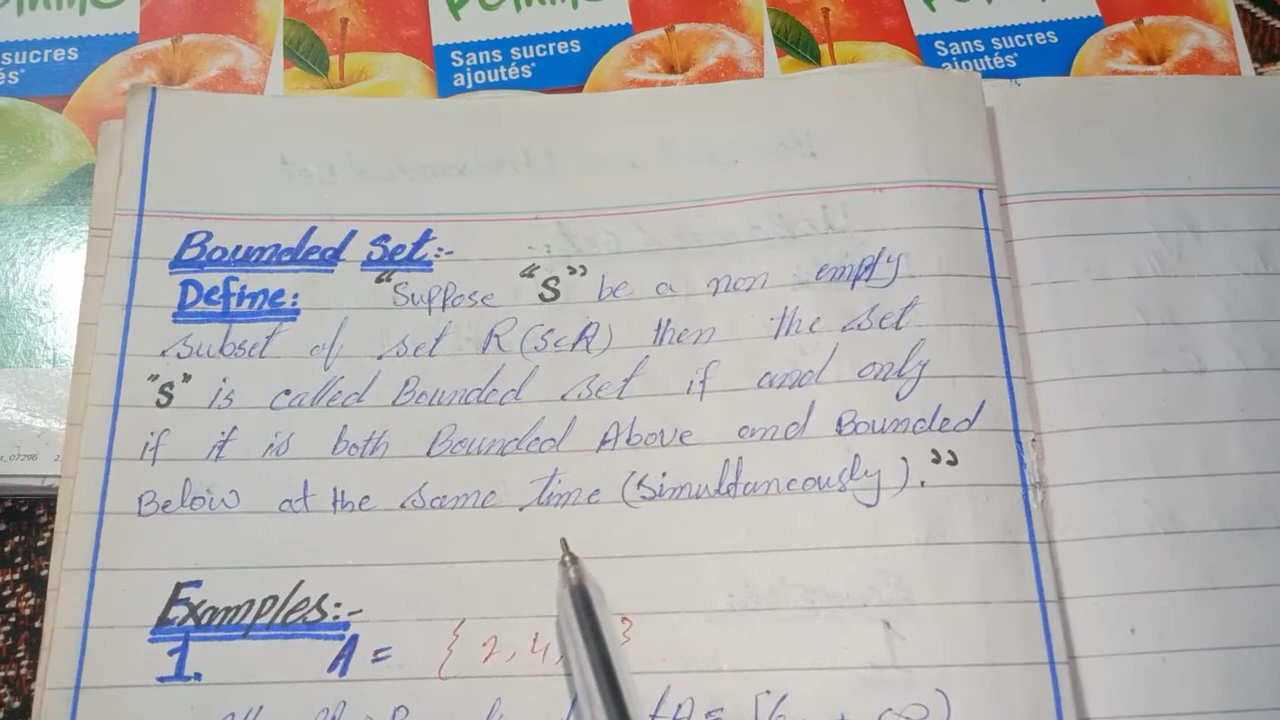 Sans sucres
ajoutés*
Sans sucres
ajoutés*
sucres
és*
Bounded Set:-
Define: "Suppose "S" be a non empty
subset of set R(S⊂R) then the set
"S" is called Bounded set if and only
if it is both Bounded Above and Bounded
Below at the same time (simultaneously)."
Examples:-
1. A = { 2, 4, }